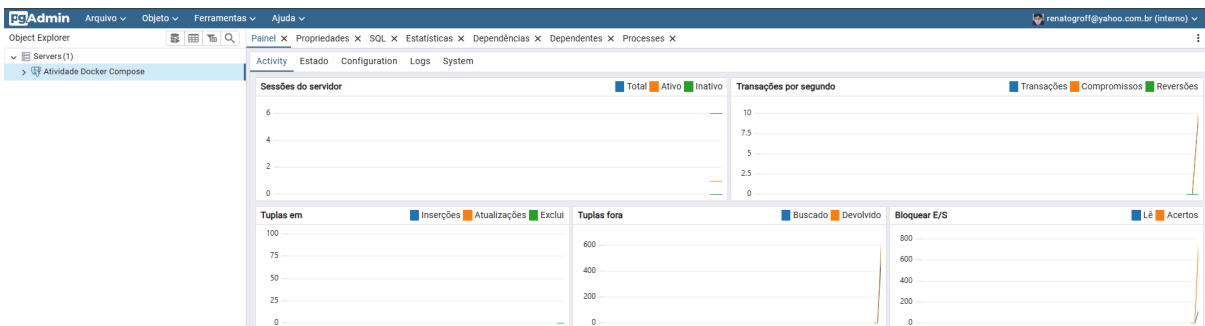 pgAdmin Arquivo Objeto Ferramentas Ajuda renatogroff@yahoo.com.br (interno)
Object Explorer Painel Propriedades SQL Estatísticas Dependências Dependentes Processes
Servers (1)
Atividade Docker Compose
Activity Estado Configuration Logs System
Sessões do servidor Total Ativo Inativo
6
4
2
0
Transações por segundo Transações Compromissos Reversões
10
7.5
5
2.5
0
Tuplas em Inserções Atualizações Exclui
100
75
50
25
0
Tuplas fora Buscado Devolvido
600
400
200
0
Bloquear E/S Lê Acertos
800
600
400
200
0